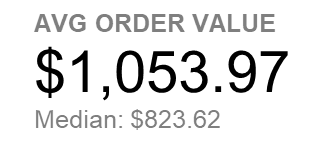 AVG ORDER VALUE
$1,053.97
Median: $823.62